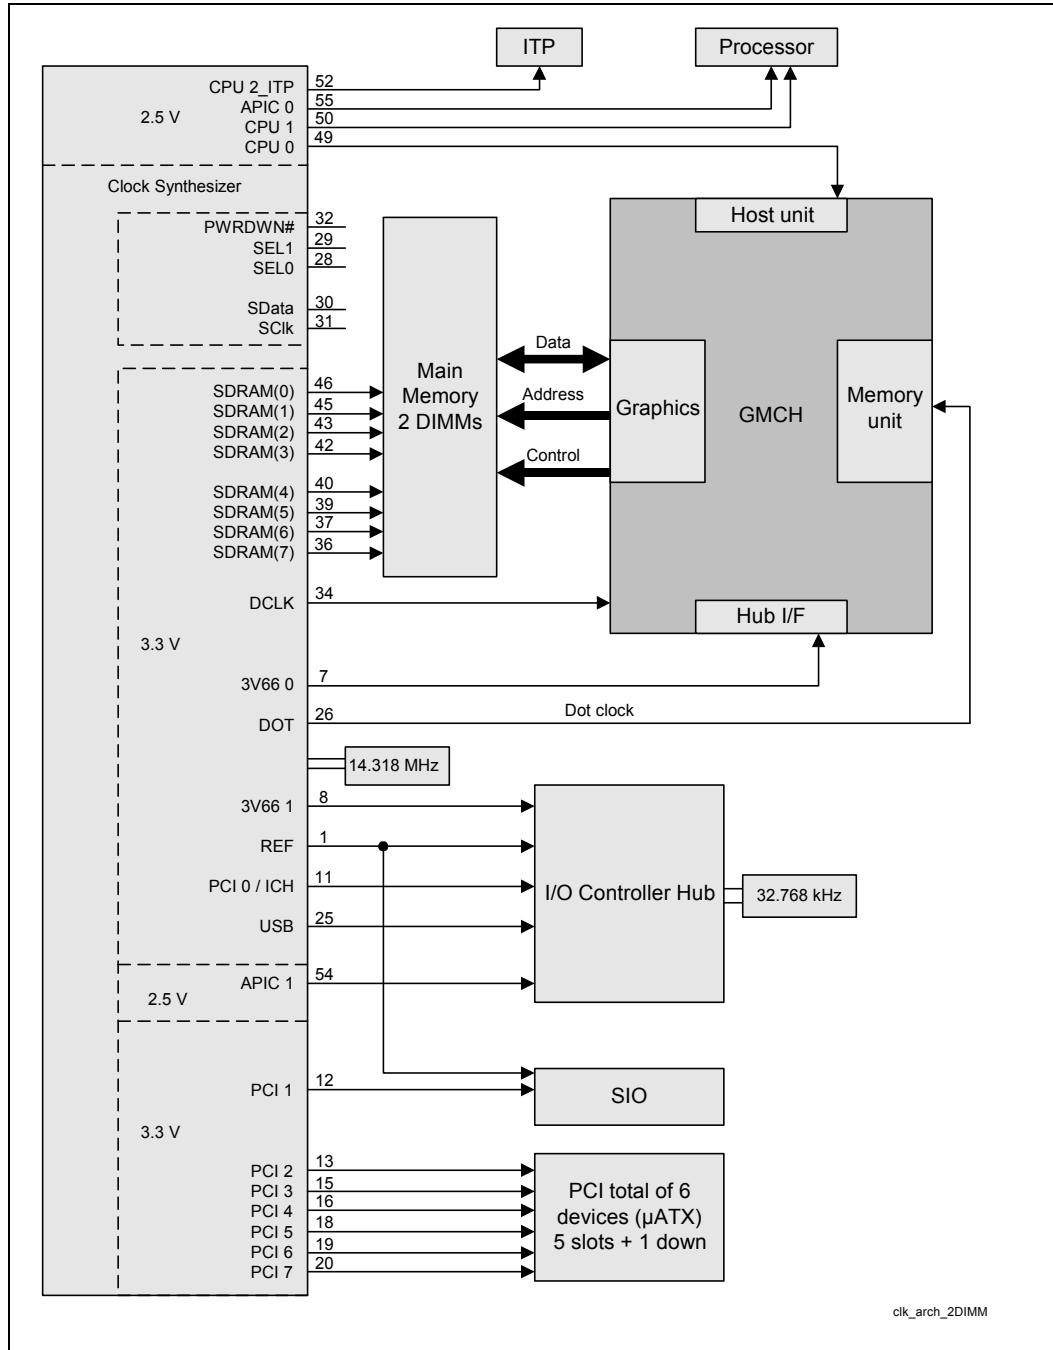 ITP
Processor
CPU 2_ITP 52
APIC 0 55
2.5 V
CPU 1 50
CPU 0 49
Clock Synthesizer
Host unit
PWRDWN# 32
SEL1 29
SEL0 28
SData 30
SClk 31
Data
Main
Memory
2 DIMMs
Address
Graphics
GMCH
Memory
unit
Control
SDRAM(0) 46
SDRAM(1) 45
SDRAM(2) 43
SDRAM(3) 42
SDRAM(4) 40
SDRAM(5) 39
SDRAM(6) 37
SDRAM(7) 36
DCLK 34
Hub I/F
3.3 V
3V66 0 7
DOT 26
Dot clock
14.318 MHz
3V66 1 8
REF 1
PCI 0 / ICH 11
I/O Controller Hub
32.768 kHz
USB 25
APIC 1 54
2.5 V
PCI 1 12
SIO
3.3 V
PCI 2 13
PCI 3 15
PCI 4 16
PCI 5 18
PCI 6 19
PCI 7 20
PCI total of 6
devices (µATX)
5 slots + 1 down
clk_arch_2DIMM